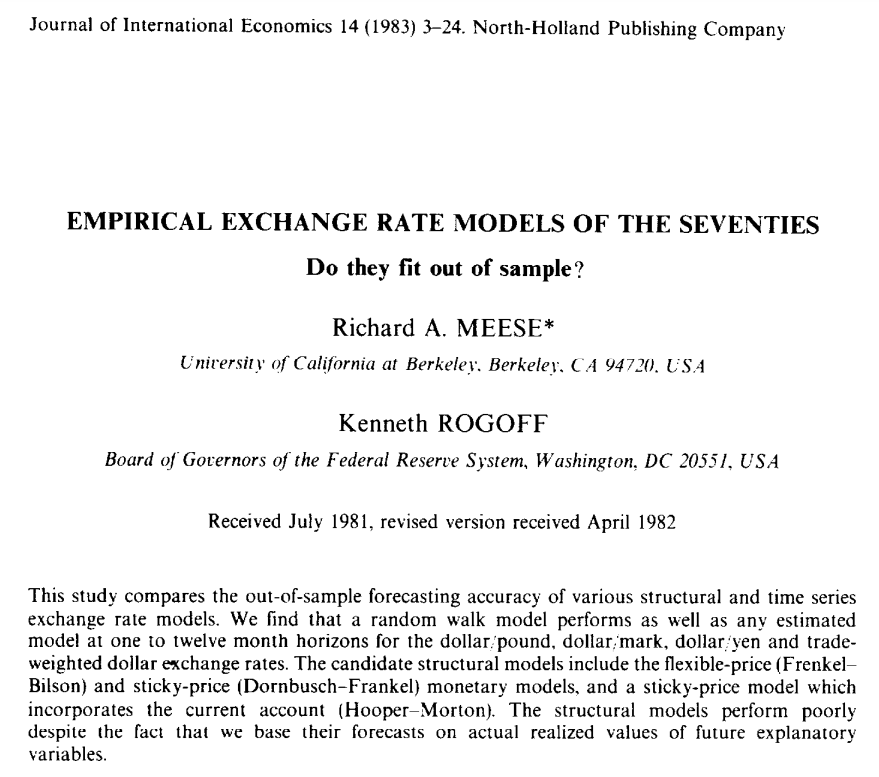 Journal of International Economics 14 (1983) 3–24. North-Holland Publishing Company
EMPIRICAL EXCHANGE RATE MODELS OF THE SEVENTIES
Do they fit out of sample?
Richard A. MEESE*
University of California at Berkeley, Berkeley, CA 94720, USA
Kenneth ROGOFF
Board of Governors of the Federal Reserve System, Washington, DC 20551, USA
Received July 1981, revised version received April 1982
This study compares the out-of-sample forecasting accuracy of various structural and time series
exchange rate models. We find that a random walk model performs as well as any estimated
model at one to twelve month horizons for the dollar/pound, dollar/mark, dollar/yen and trade-
weighted dollar exchange rates. The candidate structural models include the flexible-price (Frenkel–
Bilson) and sticky-price (Dornbusch–Frankel) monetary models, and a sticky-price model which
incorporates the current account (Hooper–Morton). The structural models perform poorly
despite the fact that we base their forecasts on actual realized values of future explanatory
variables.